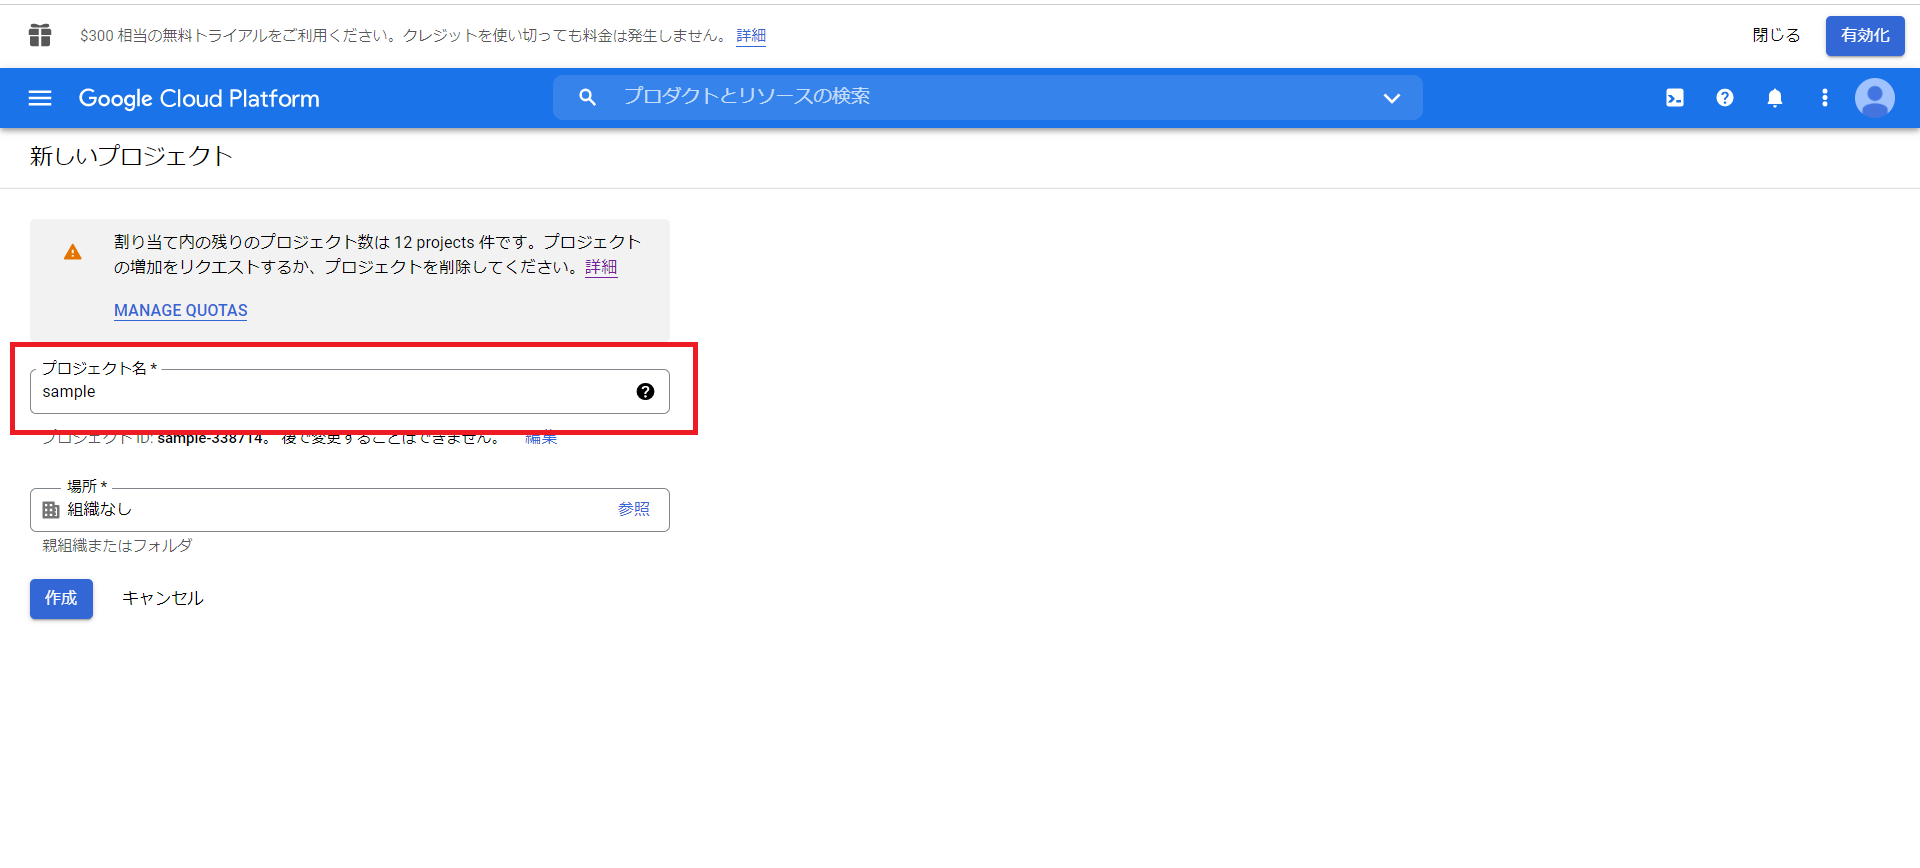 $300 相当の無料トライアルをご利用ください。クレジットを使い切っても料金は発生しません。 詳細
閉じる
有効化
Google Cloud Platform
プロダクトとリソースの検索
新しいプロジェクト
割り当て内の残りのプロジェクト数は 12 projects 件です。プロジェクト
の増加をリクエストするか、プロジェクトを削除してください。詳細
MANAGE QUOTAS
プロジェクト名 *
sample
プロジェクト ID: sample-338714。 後で変更することはできません。 編集
場所 *
組織なし
参照
親組織またはフォルダ
作成
キャンセル